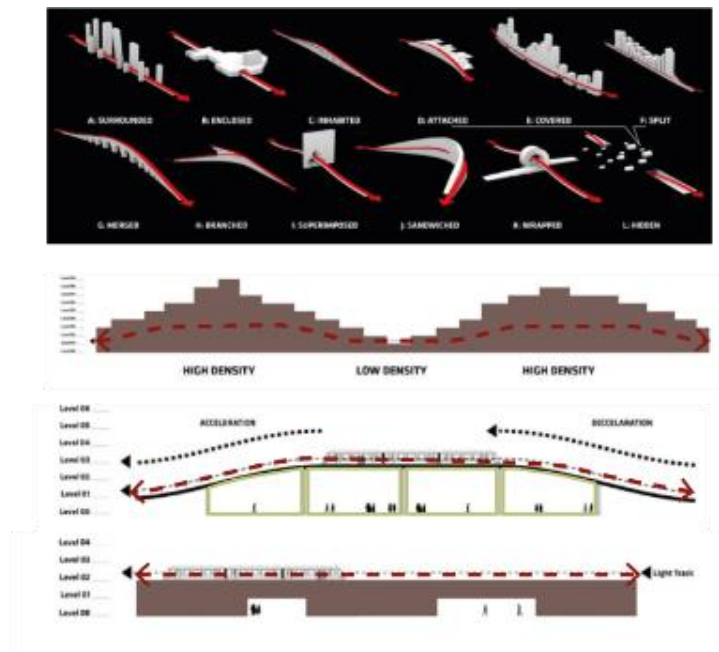 A: SURROUNDED B: ENCLOSED C: INHABITED D: ATTACHED E: COVERED F: SPLIT
G: MERGED H: BRANCHED I: SUPERIMPOSED J: SANDWICHED K: WRAPPED L: HIDDEN
HIGH DENSITY LOW DENSITY HIGH DENSITY
Level 06
Level 05
Level 04
Level 03
Level 02
Level 01
Level 00
ACCELERATION
Level 04
Level 03
Level 02
Level 01
Level 00
Light Track